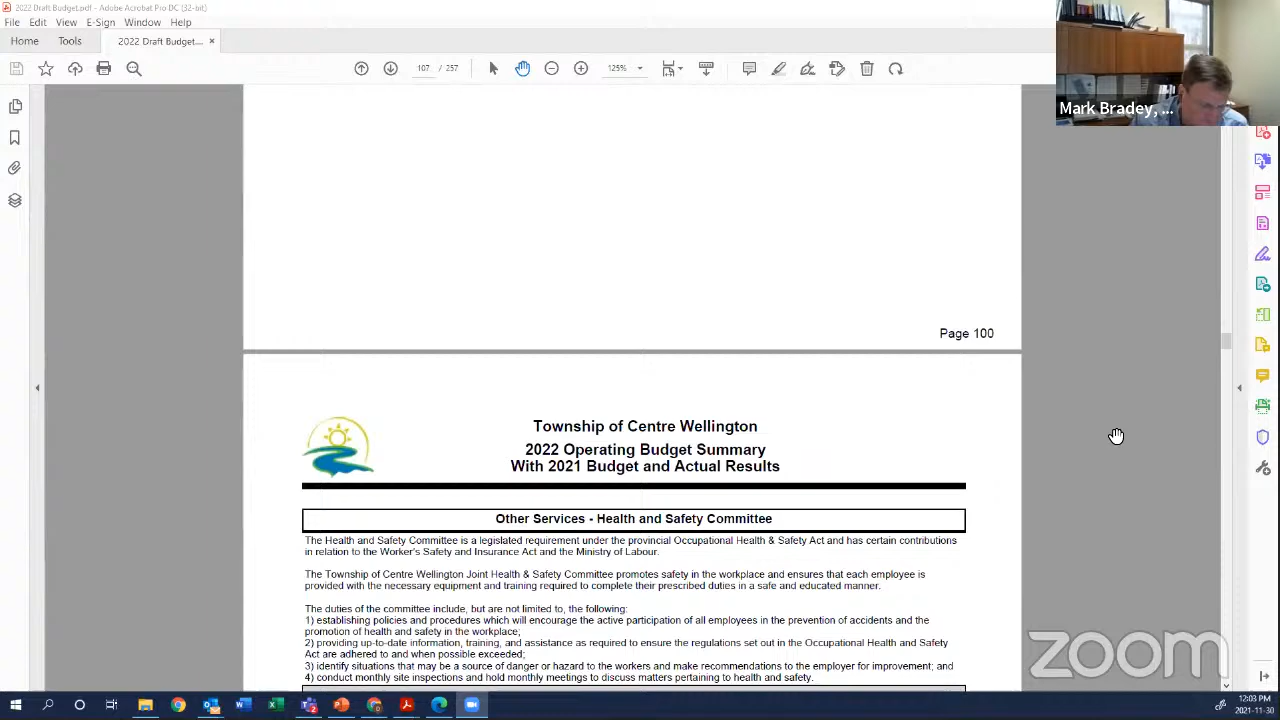 2022 Draft Budget.pdf - Adobe Acrobat Pro DC (32-bit)
File Edit View E-Sign Window Help
Home Tools 2022 Draft Budget... ×
107 / 257 125%
Mark Bradey, ...
Page 100
Township of Centre Wellington
2022 Operating Budget Summary
With 2021 Budget and Actual Results
Other Services - Health and Safety Committee
The Health and Safety Committee is a legislated requirement under the provincial Occupational Health & Safety Act and has certain contributions
in relation to the Worker's Safety and Insurance Act and the Ministry of Labour.
The Township of Centre Wellington Joint Health & Safety Committee promotes safety in the workplace and ensures that each employee is
provided with the necessary equipment and training required to complete their prescribed duties in a safe and educated manner.
The duties of the committee include, but are not limited to, the following:
1) establishing policies and procedures which will encourage the active participation of all employees in the prevention of accidents and the
promotion of health and safety in the workplace;
2) providing up-to-date information, training, and assistance as required to ensure the regulations set out in the Occupational Health and Safety
Act are adhered to and when possible exceeded;
3) identify situations that may be a source of danger or hazard to the workers and make recommendations to the employer for improvement; and
4) conduct monthly site inspections and hold monthly meetings to discuss matters pertaining to health and safety.
zoom
12:03 PM
2021-11-30